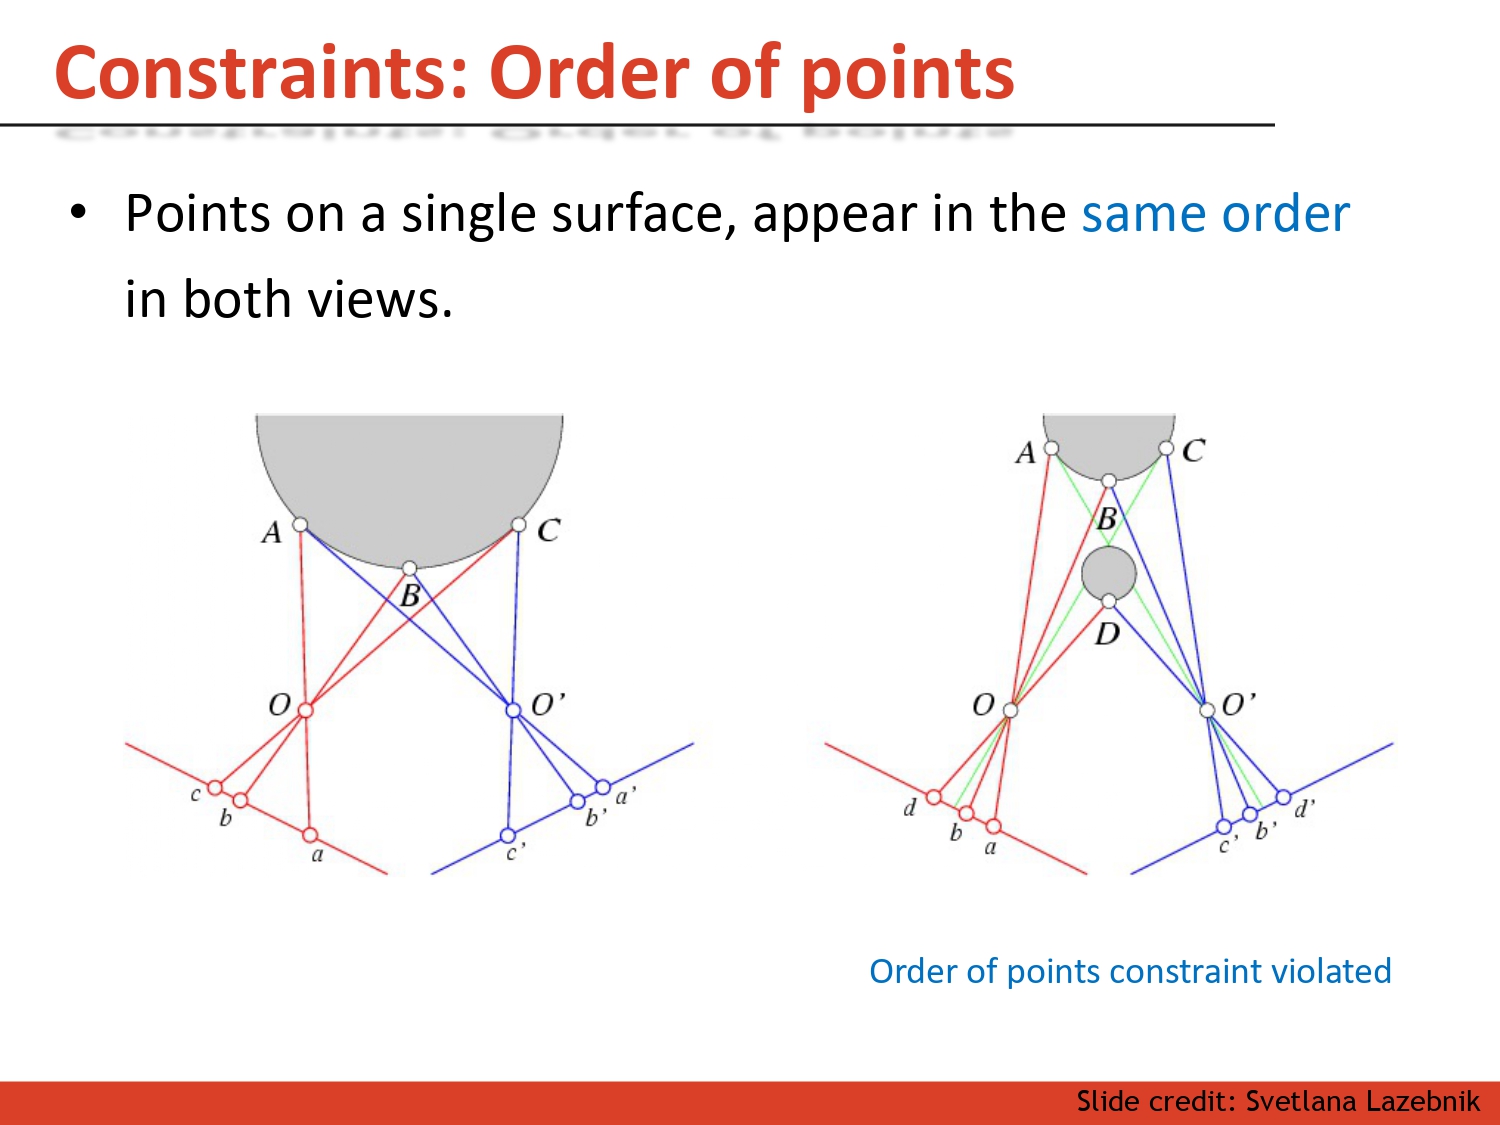 Constraints: Order of points
• Points on a single surface, appear in the same order
in both views.
A
C
B
O
O'
c
b
a
a'
b'
c'
A
C
B
D
O
O'
d
b
a
c'
b'
d'
Order of points constraint violated
Slide credit: Svetlana Lazebnik